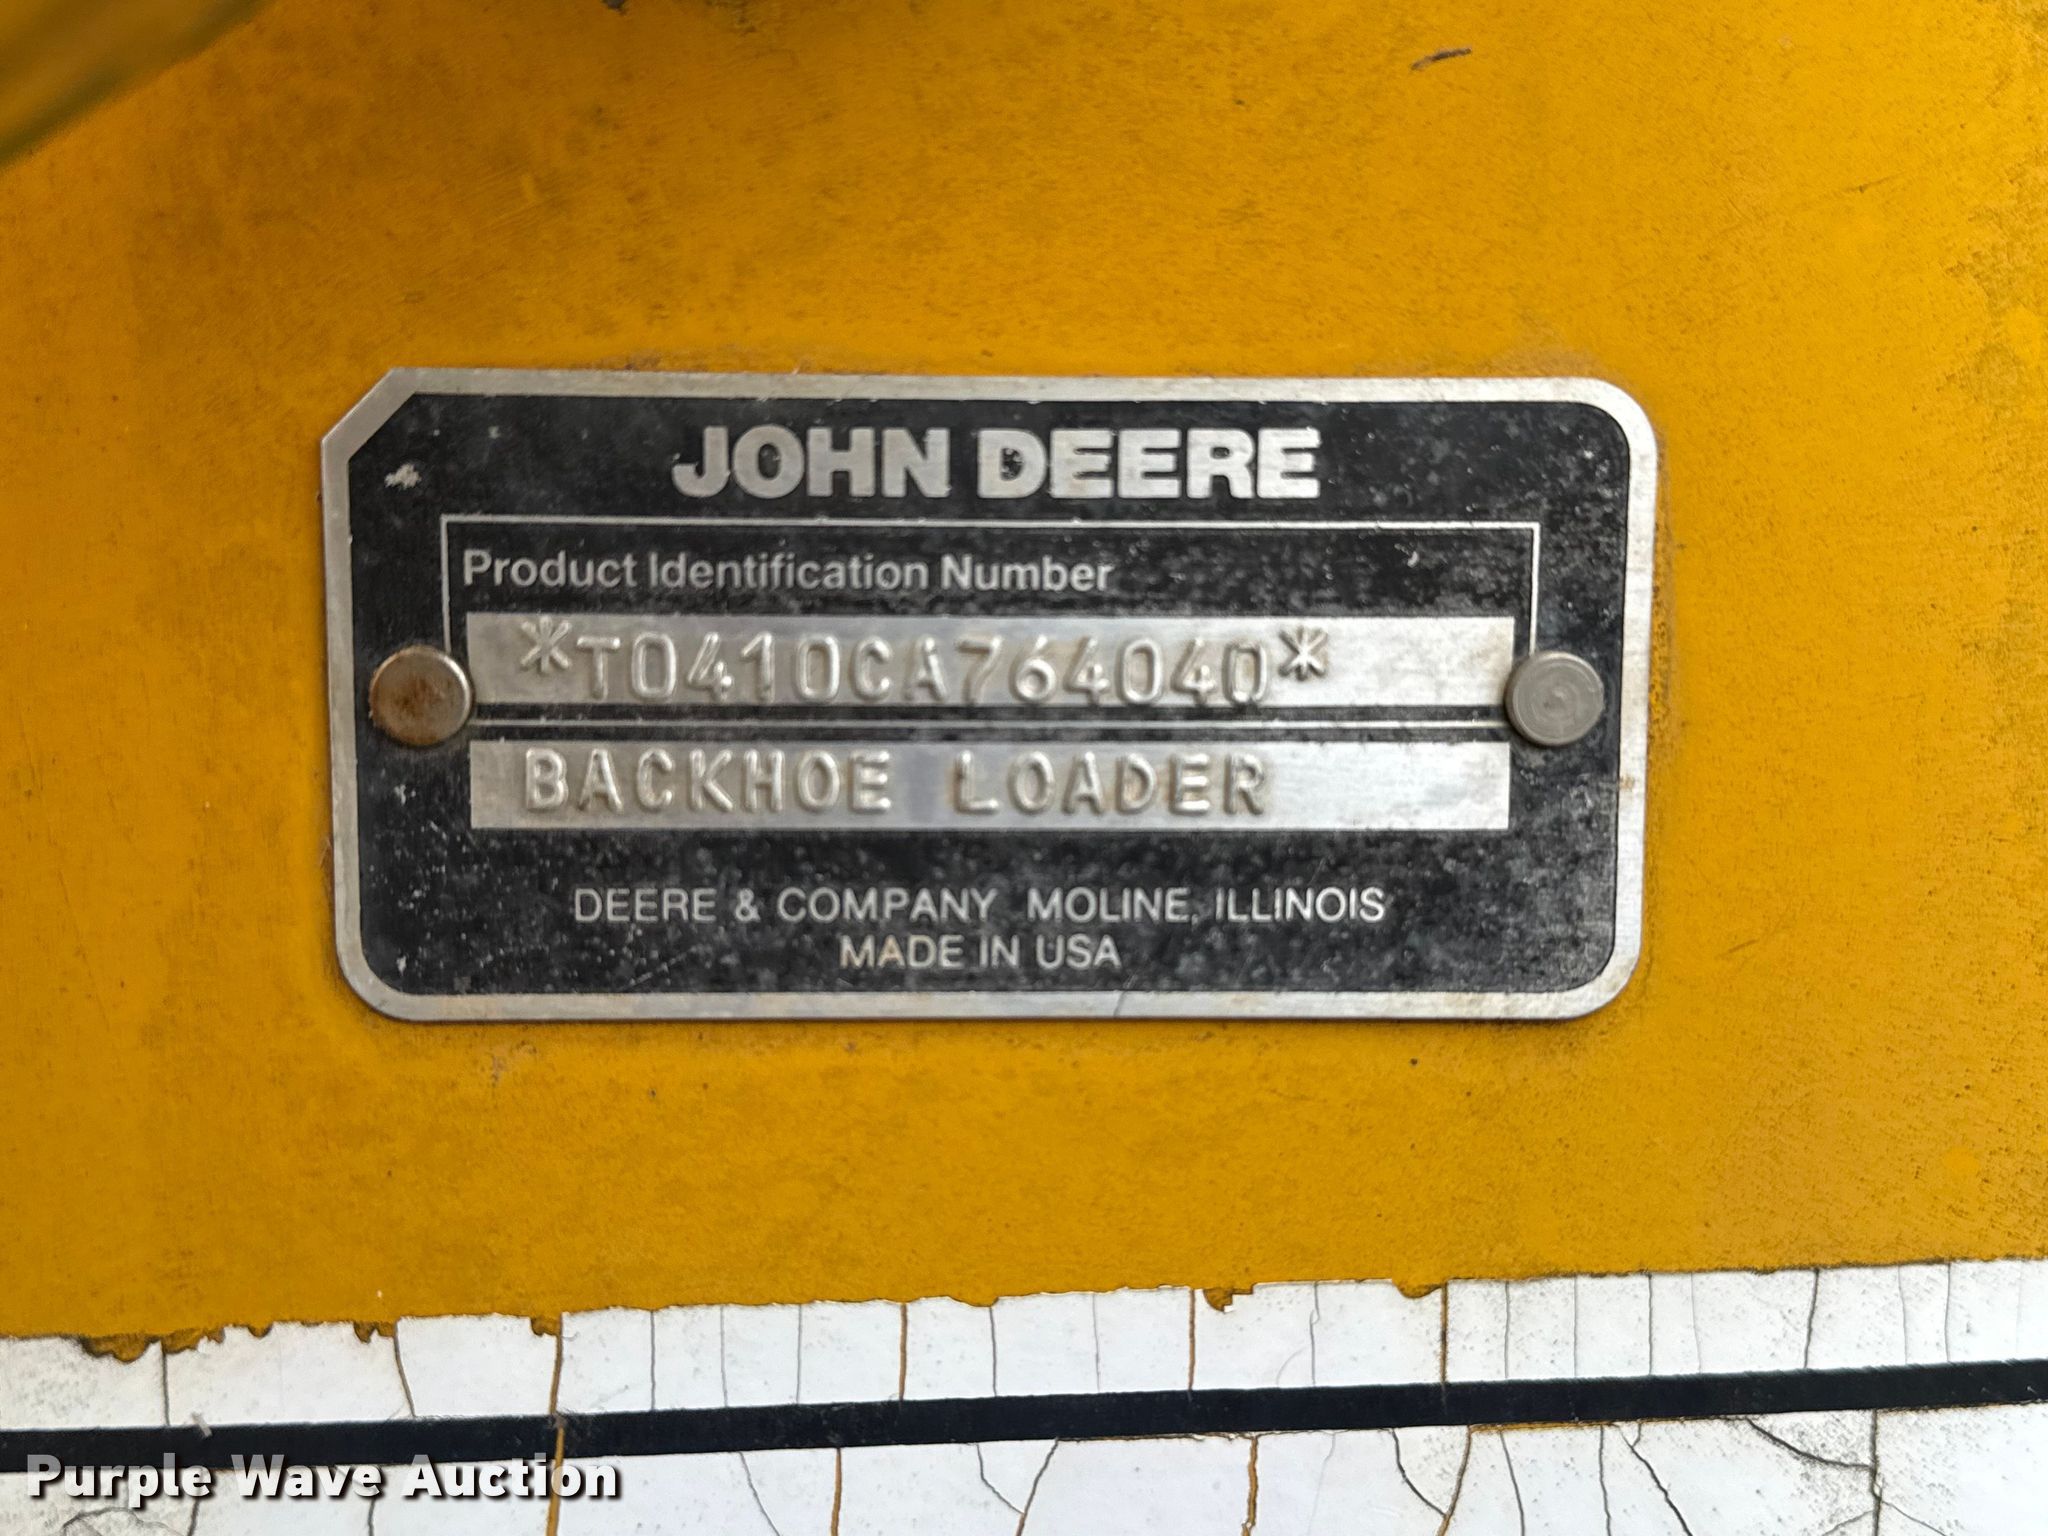 JOHN DEERE
Product Identification Number
*T0410CA764040*
BACKHOE LOADER
DEERE & COMPANY MOLINE, ILLINOIS
MADE IN USA
Purple Wave Auction